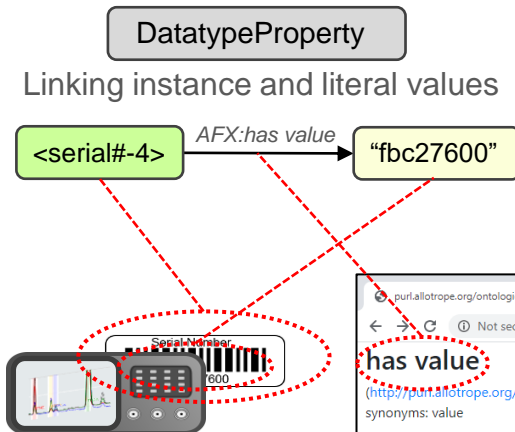 DatatypeProperty
Linking instance and literal values
<serial#-4>
AFX:has value
“fbc27600”
purl.allotrope.org/ontologi
Not sec
Serial Number
7600
has value
(http://purl.allotrope.org/
synonyms: value